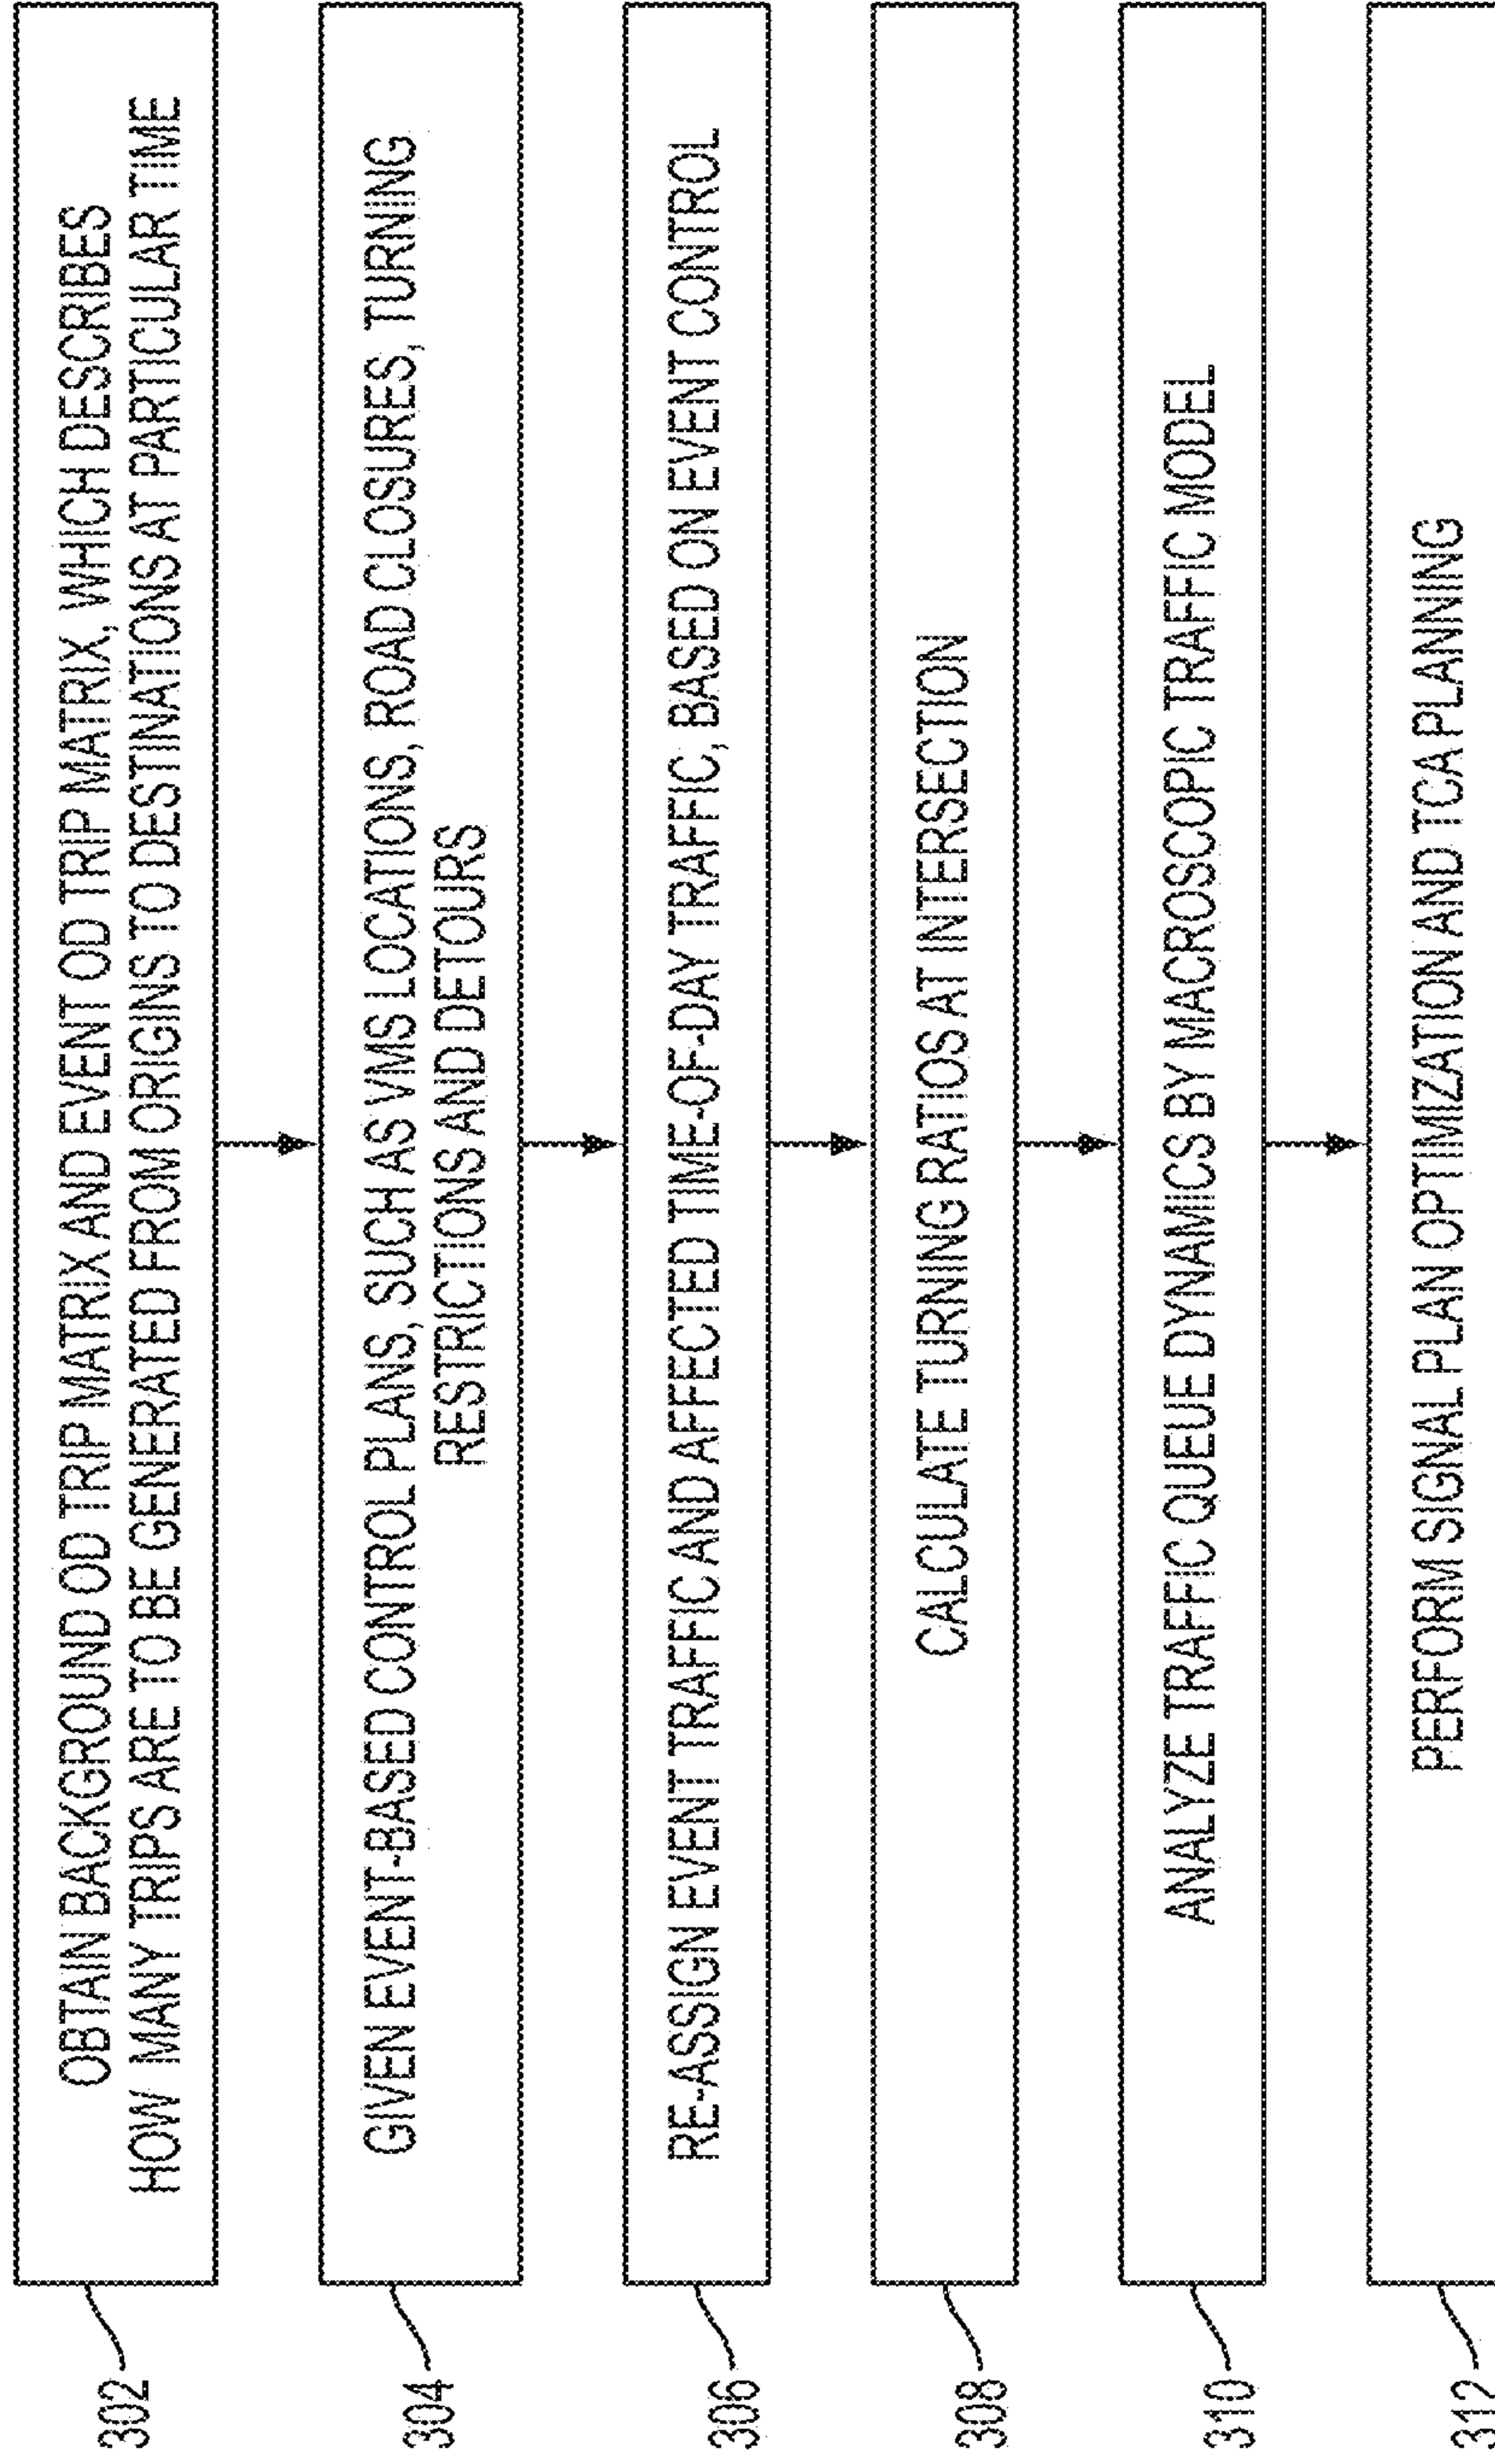 302
OBTAIN BACKGROUND OD TRIP MATRIX AND EVENT OD TRIP MATRIX, WHICH DESCRIBES
HOW MANY TRIPS ARE TO BE GENERATED FROM ORIGINS TO DESTINATIONS AT PARTICULAR TIME
304
GIVEN EVENT-BASED CONTROL PLANS, SUCH AS VMS LOCATIONS, ROAD CLOSURES, TURNING
RESTRICTIONS AND DETOURS
306
RE-ASSIGN EVENT TRAFFIC AND AFFECTED TIME-OF-DAY TRAFFIC, BASED ON EVENT CONTROL
308
CALCULATE TURNING RATIOS AT INTERSECTION
310
ANALYZE TRAFFIC QUEUE DYNAMICS BY MACROSCOPIC TRAFFIC MODEL
312
PERFORM SIGNAL PLAN OPTIMIZATION AND TCA PLANNING